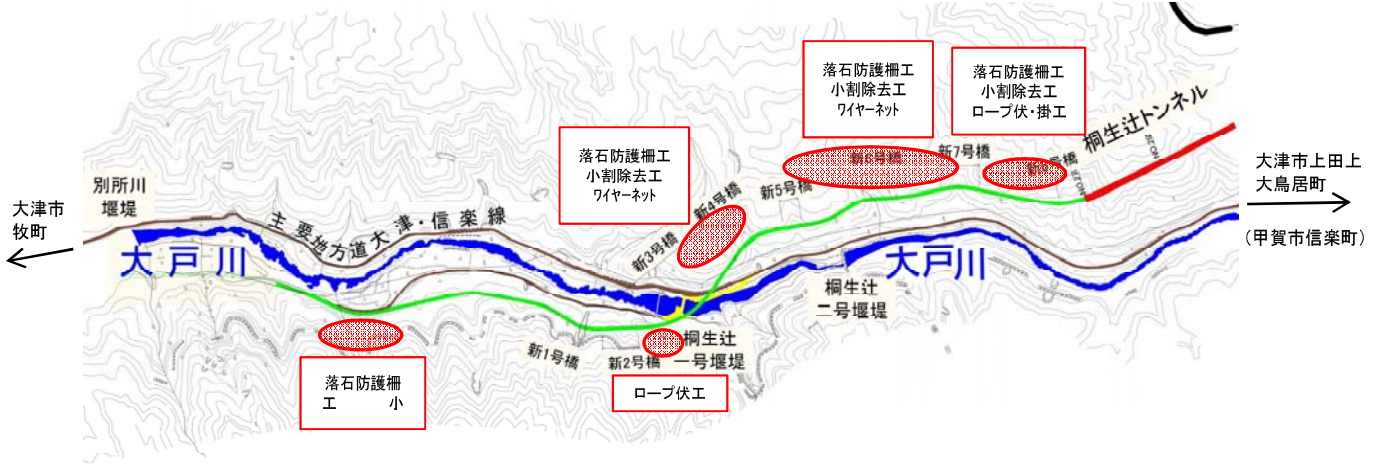 落石防護柵工
小割除去工
ワイヤーネット
落石防護柵工
小割除去工
ロープ伏・掛工
桐生辻トンネル
落石防護柵工
小割除去工
ワイヤーネット
新6号橋
新7号橋
新5号橋
新4号橋
新3号橋
大津市上田上
大鳥居町
(甲賀市信楽町)
別所川
堰堤
大津市
牧町
主要地方道大津・信楽線
大戸川
大戸川
桐生辻
二号堰堤
桐生辻
一号堰堤
新1号橋
新2号橋
落石防護柵
工 小
ロープ伏工